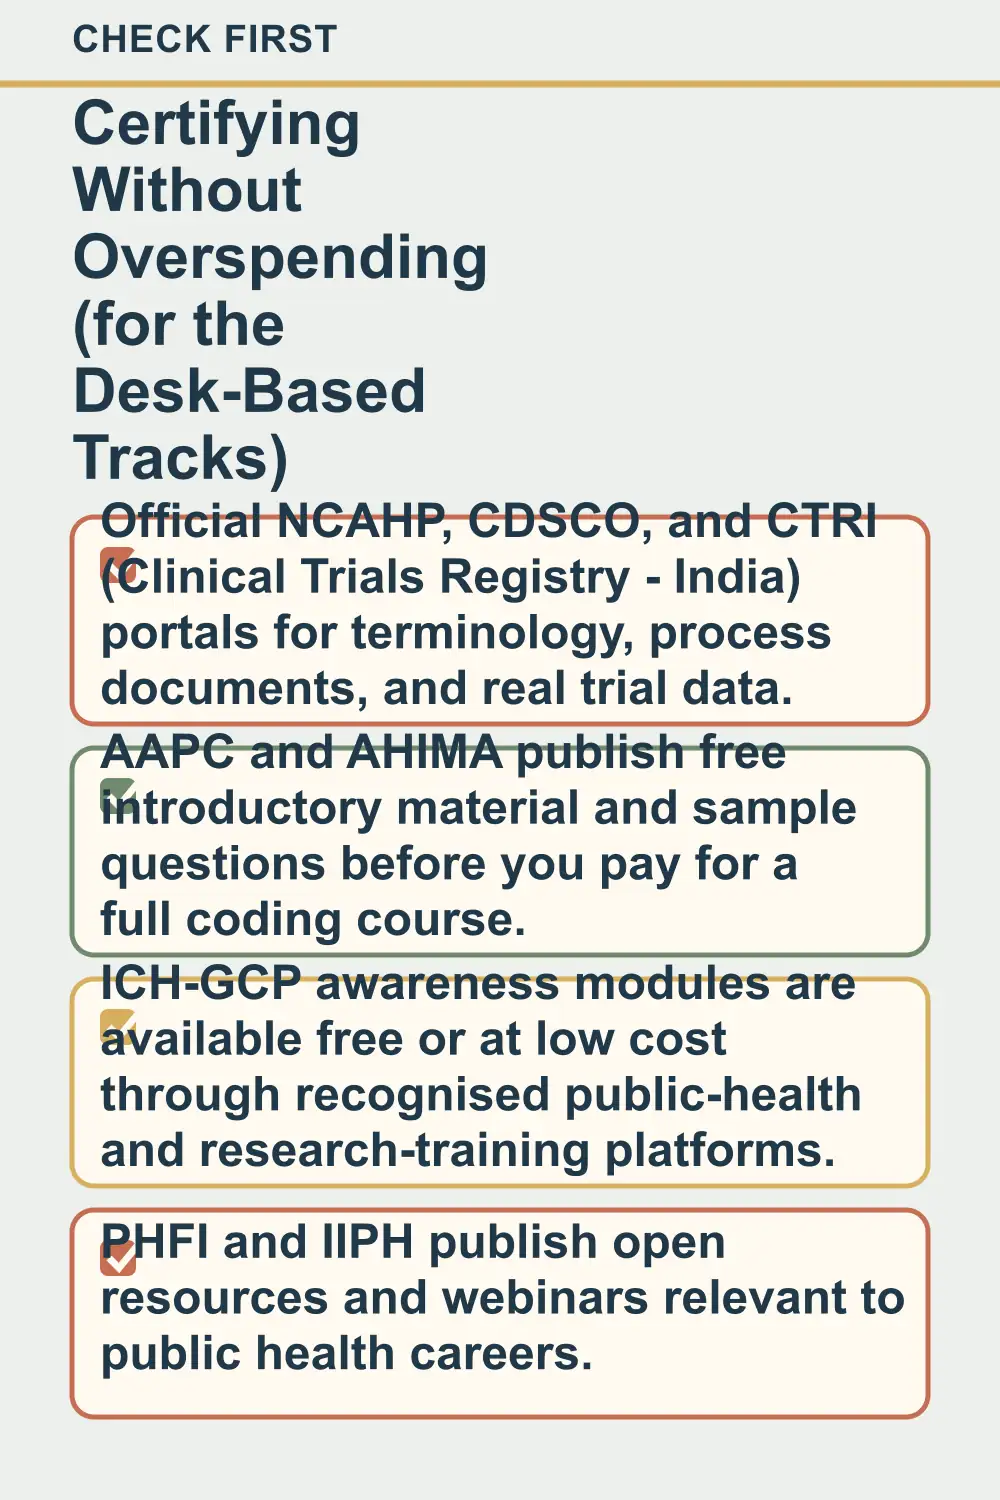 CHECK FIRST
Certifying
Without
Overspending
(for the
Desk-Based
Tracks)
Official NCAHP, CDSCO, and CTRI
(Clinical Trials Registry - India)
portals for terminology, process
documents, and real trial data.
AAPC and AHIMA publish free
introductory material and sample
questions before you pay for a
full coding course.
ICH-GCP awareness modules are
available free or at low cost
through recognised public-health
and research-training platforms.
PHFI and IIPH publish open
resources and webinars relevant to
public health careers.